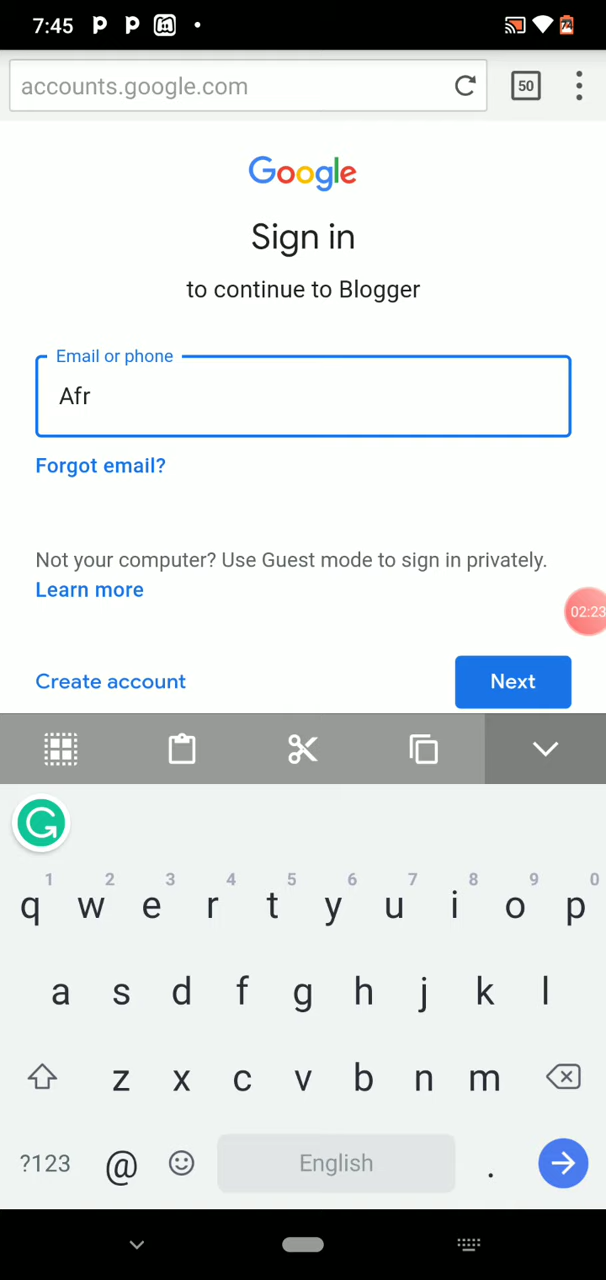 7:45
accounts.google.com
50
Google
Sign in
to continue to Blogger
Email or phone
Afr
Forgot email?
Not your computer? Use Guest mode to sign in privately.
Learn more
02:23
Create account
Next
1 2 3 4 5 6 7 8 9 0
q w e r t y u i o p
a s d f g h j k l
z x c v b n m
?123 @ English .